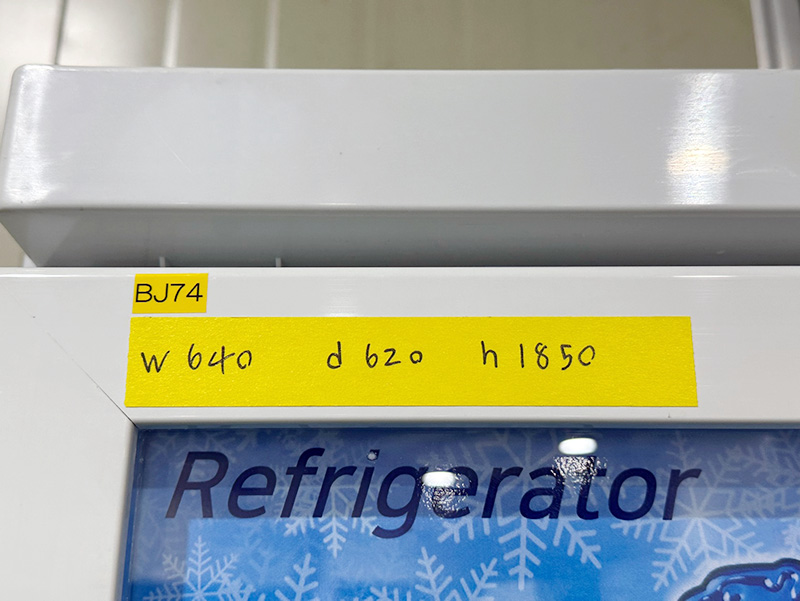 BJ74
w 640 d 620 h 1850
Refrigerator